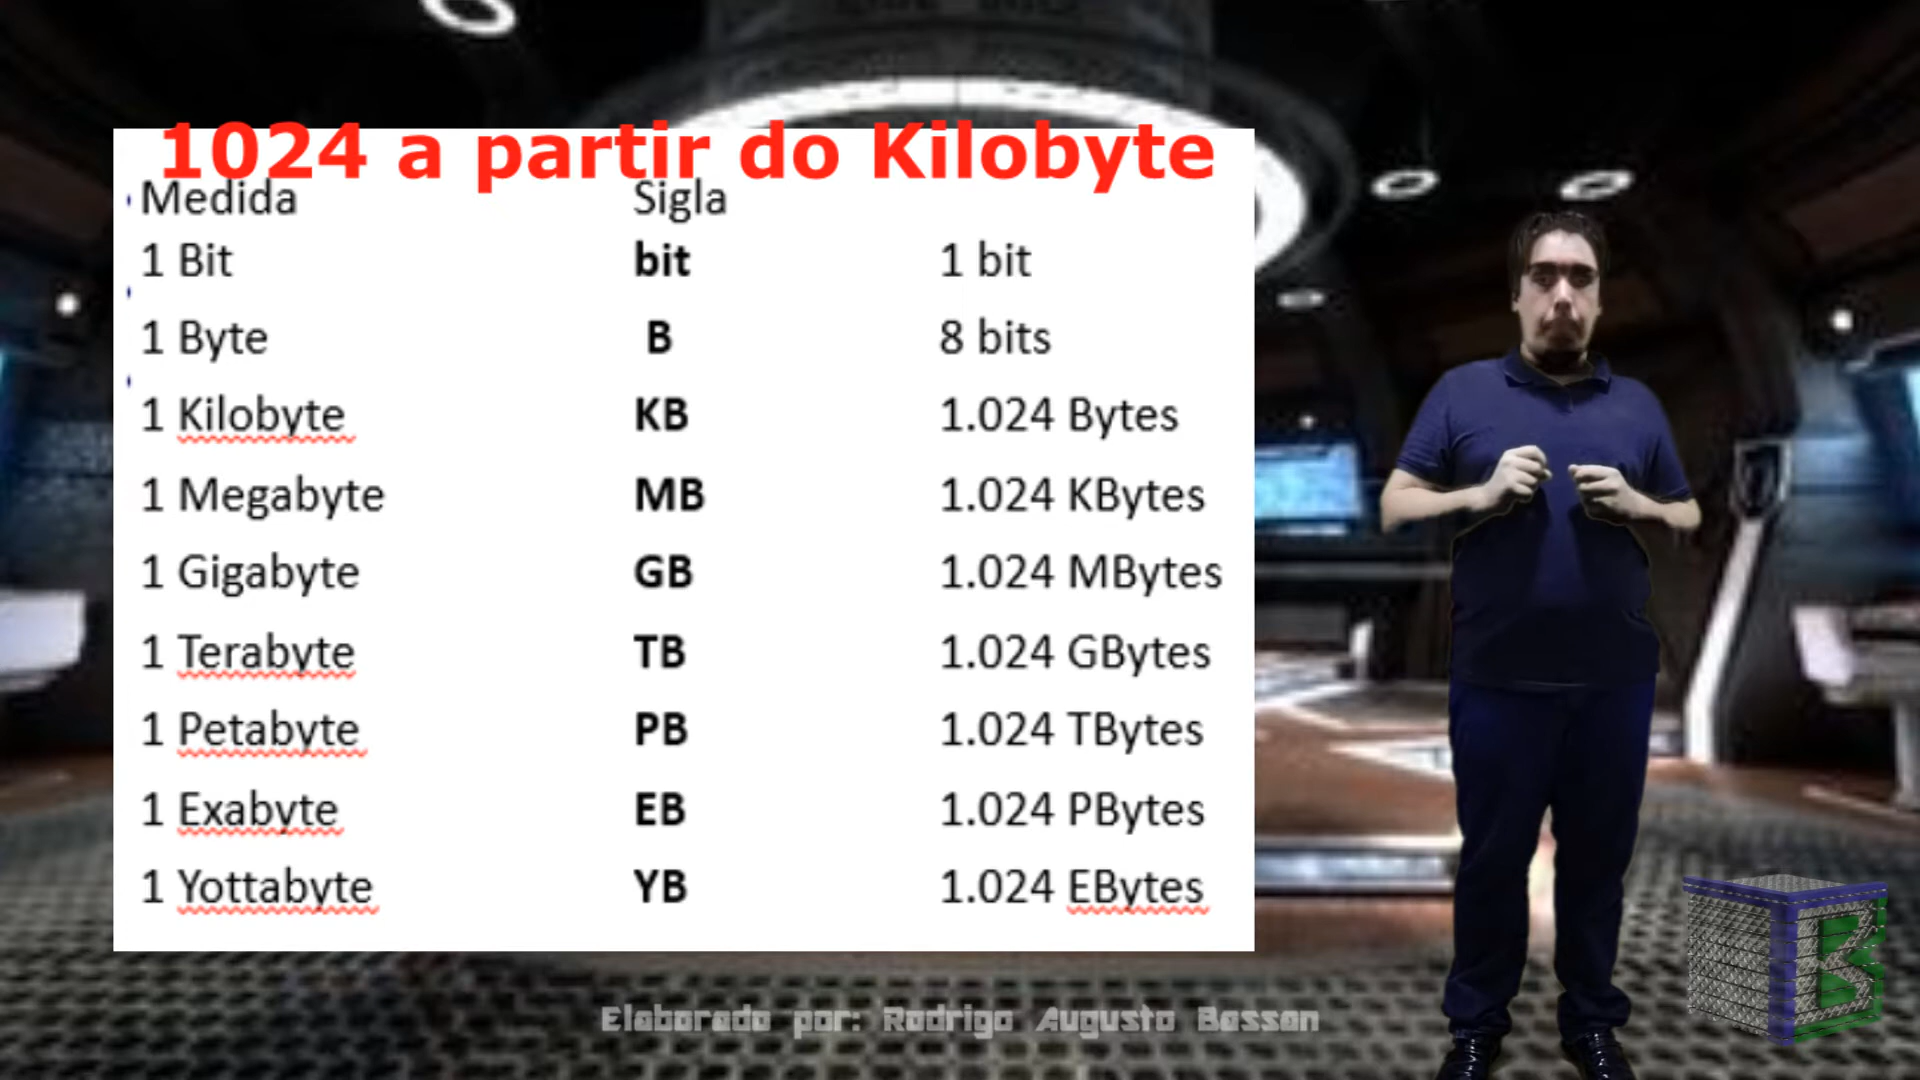 1024 a partir do Kilobyte
Medida Sigla
1 Bit bit 1 bit
1 Byte B 8 bits
1 Kilobyte KB 1.024 Bytes
1 Megabyte MB 1.024 KBytes
1 Gigabyte GB 1.024 MBytes
1 Terabyte TB 1.024 GBytes
1 Petabyte PB 1.024 TBytes
1 Exabyte EB 1.024 PBytes
1 Yottabyte YB 1.024 EBytes
Elaborado por: Rodrigo Augusto Bassan